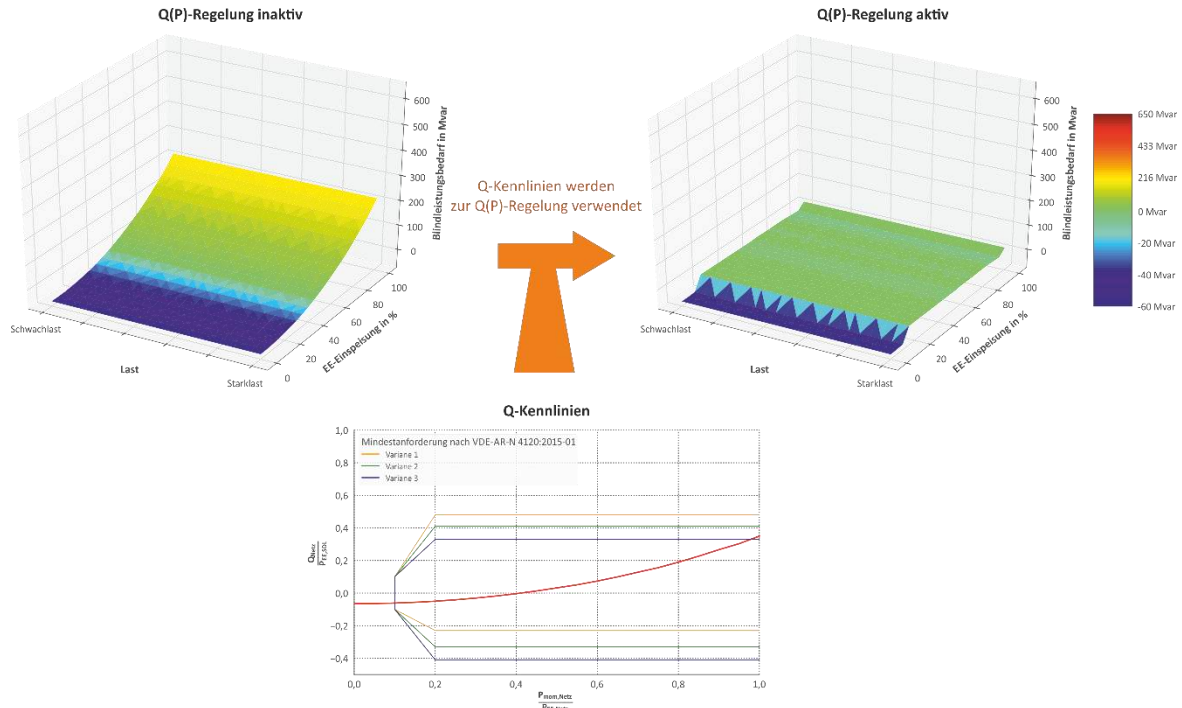 Q(P)-Regelung inaktiv
600
500
400
300
200
100
0
Blindleistungsbedarf in Mvar
100
80
60
40
20
0
EE-Einspeisung in %
Schwachlast
Last
Starklast
Q-Kennlinien werden
zur Q(P)-Regelung verwendet
Q(P)-Regelung aktiv
600
500
400
300
200
100
0
Blindleistungsbedarf in Mvar
100
80
60
40
20
0
EE-Einspeisung in %
Schwachlast
Last
Starklast
650 Mvar
433 Mvar
216 Mvar
0 Mvar
-20 Mvar
-40 Mvar
-60 Mvar
Q-Kennlinien
Mindestanforderung nach VDE-AR-N 4120:2015-01
Variane 1
Variane 2
Variane 3
1,0
0,8
0,6
0,4
0,2
0,0
−0,2
−0,4
0,0
0,2
0,4
0,6
0,8
1,0
Q
P
P mom,Netz